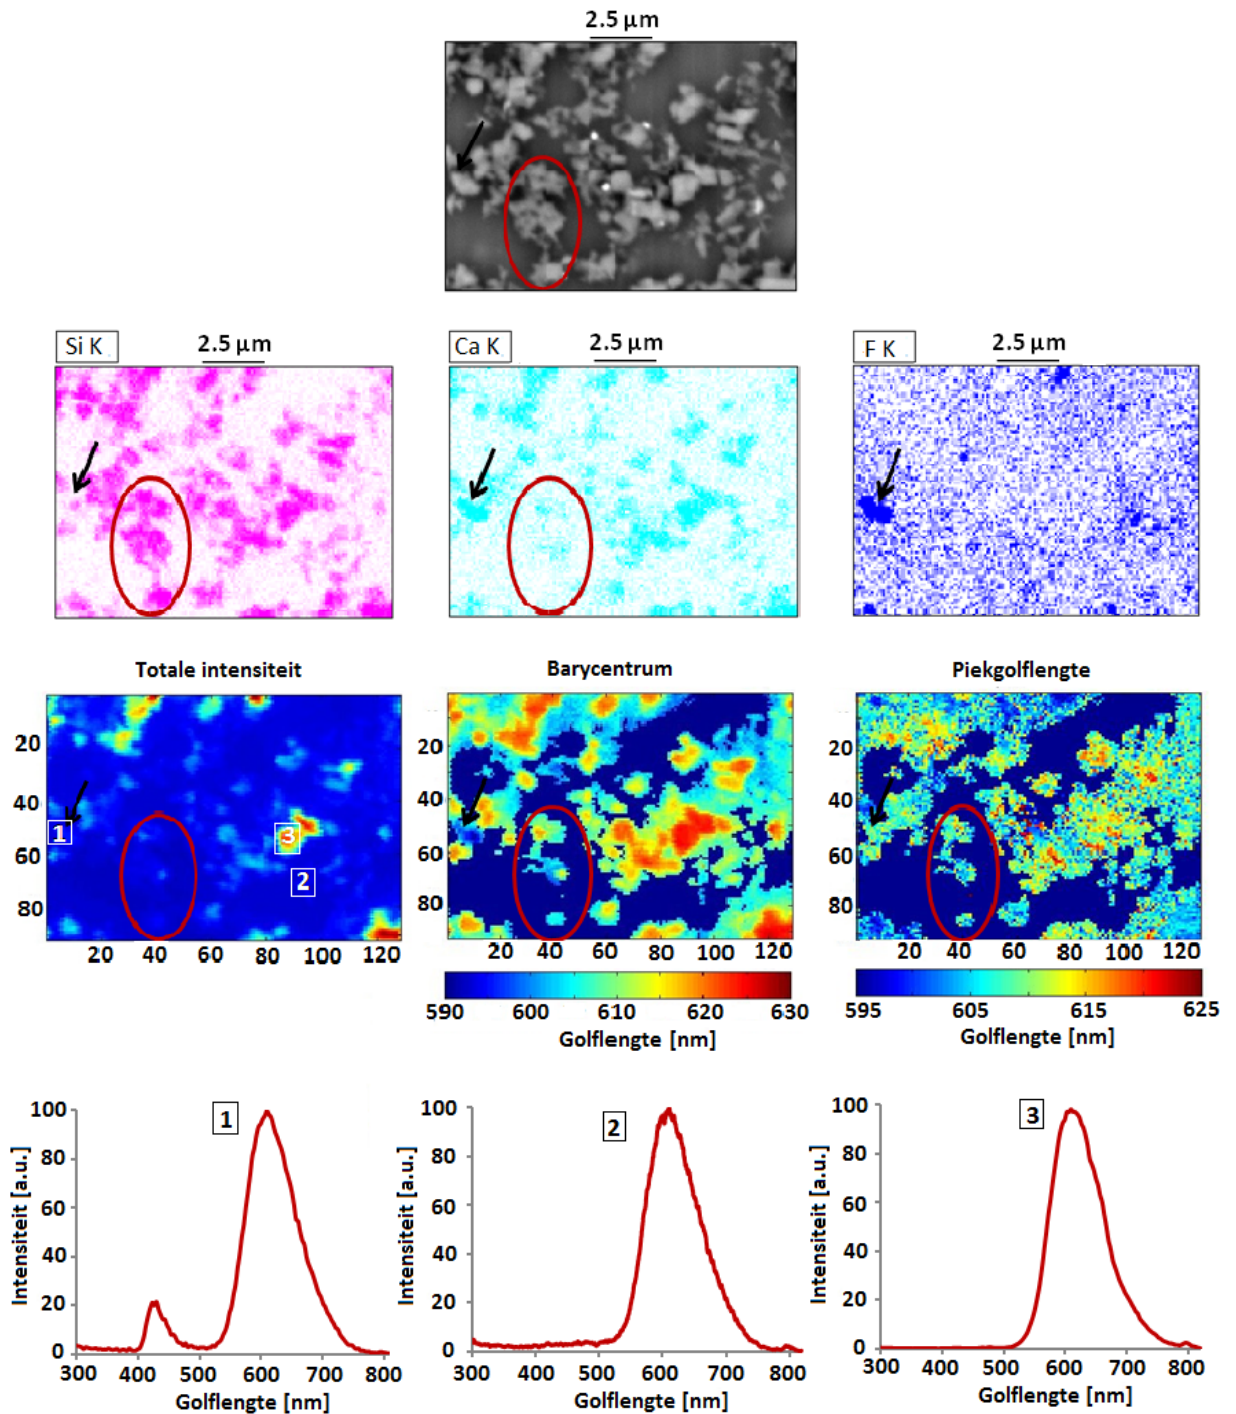 2.5 µm
Si K
2.5 µm
Ca K
2.5 µm
F K
2.5 µm
Totale intensiteit
Barycentrum
Piekgolflengte
20
40
60
80
1
2
3
20 40 60 80 100 120
20
40
60
80
20 40 60 80 100 120
20
40
60
80
20 40 60 80 100 120
590 600 610 620 630
Golflengte [nm]
595 605 615 625
Golflengte [nm]
1
100
80
60
40
20
0
Intensiteit [a.u.]
300 400 500 600 700 800
Golflengte [nm]
2
100
80
60
40
20
0
Intensiteit [a.u.]
300 400 500 600 700 800
Golflengte [nm]
3
100
80
60
40
20
0
Intensiteit [a.u.]
300 400 500 600 700 800
Golflengte [nm]